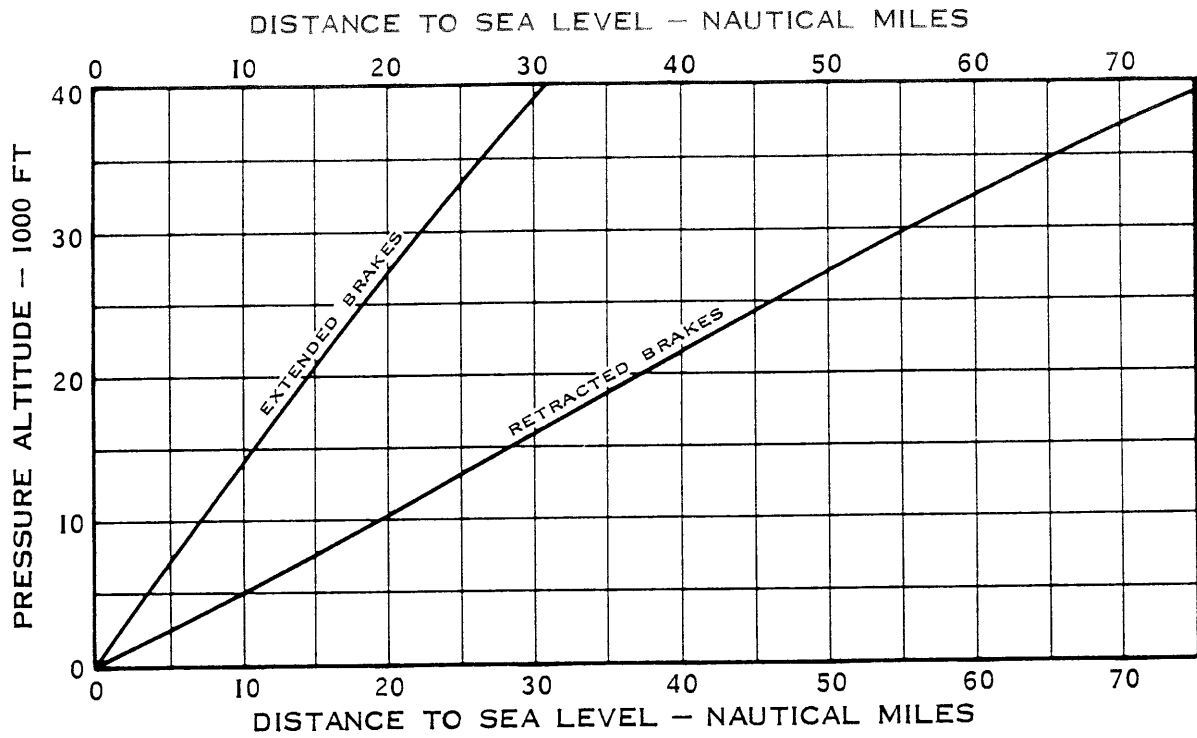 DISTANCE TO SEA LEVEL — NAUTICAL MILES
0 10 20 30 40 50 60 70
40
30
20
10
0
PRESSURE ALTITUDE — 1000 FT
EXTENDED BRAKES
RETRACTED BRAKES
0 10 20 30 40 50 60 70
DISTANCE TO SEA LEVEL — NAUTICAL MILES